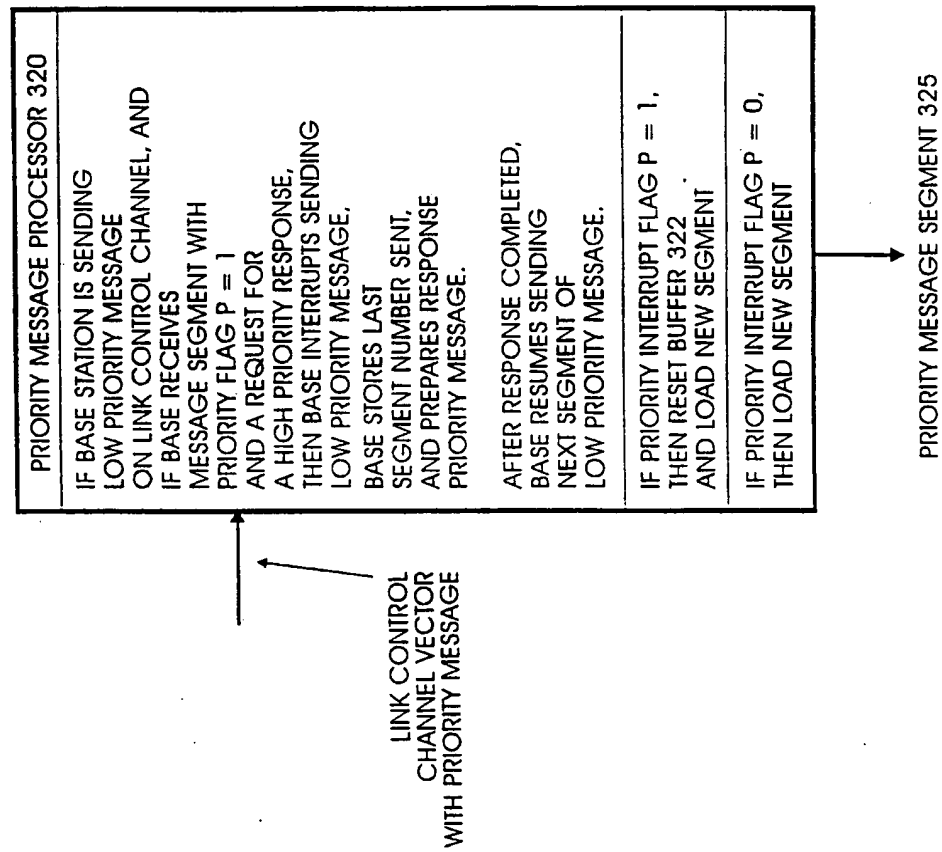 PRIORITY MESSAGE PROCESSOR 320
IF BASE STATION IS SENDING
LOW PRIORITY MESSAGE
ON LINK CONTROL CHANNEL, AND
IF BASE RECEIVES
MESSAGE SEGMENT WITH
PRIORITY FLAG P = 1
AND A REQUEST FOR
A HIGH PRIORITY RESPONSE,
THEN BASE INTERRUPTS SENDING
LOW PRIORITY MESSAGE,
BASE STORES LAST
SEGMENT NUMBER SENT,
AND PREPARES RESPONSE
PRIORITY MESSAGE.
AFTER RESPONSE COMPLETED,
BASE RESUMES SENDING
NEXT SEGMENT OF
LOW PRIORITY MESSAGE.
IF PRIORITY INTERRUPT FLAG P = 1,
THEN RESET BUFFER 322
AND LOAD NEW SEGMENT
IF PRIORITY INTERRUPT FLAG P = 0,
THEN LOAD NEW SEGMENT
LINK CONTROL
CHANNEL VECTOR
WITH PRIORITY MESSAGE
PRIORITY MESSAGE SEGMENT 325